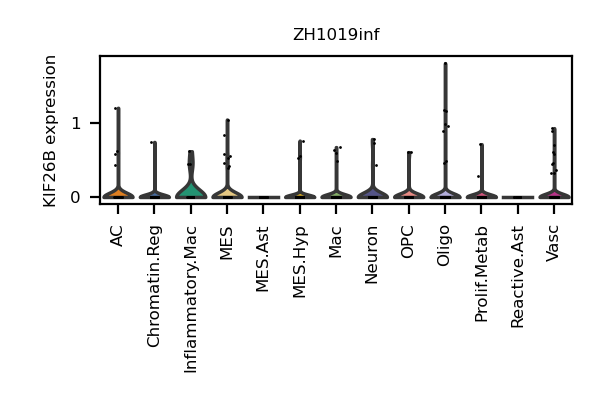 ZH1019inf
KIF26B expression
1
0
AC
Chromatin.Reg
Inflammatory.Mac
MES
MES.Ast
MES.Hyp
Mac
Neuron
OPC
Oligo
Prolif.Metab
Reactive.Ast
Vasc